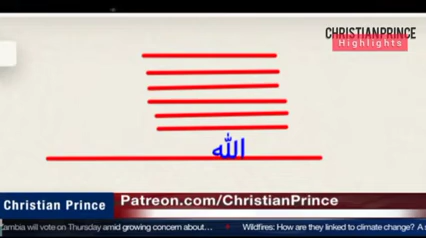 CHRISTIANPRINCE
Highlights
الله
Christian Prince
Patreon.com/ChristianPrince
ambia will vote on Thursday amid growing concern about...
Wildfires: How are they linked to climate change? A